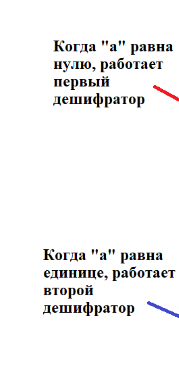 Когда "а" равна
нулю, работает
первый
дешифратор
Когда "а" равна
единице, работает
второй
дешифратор